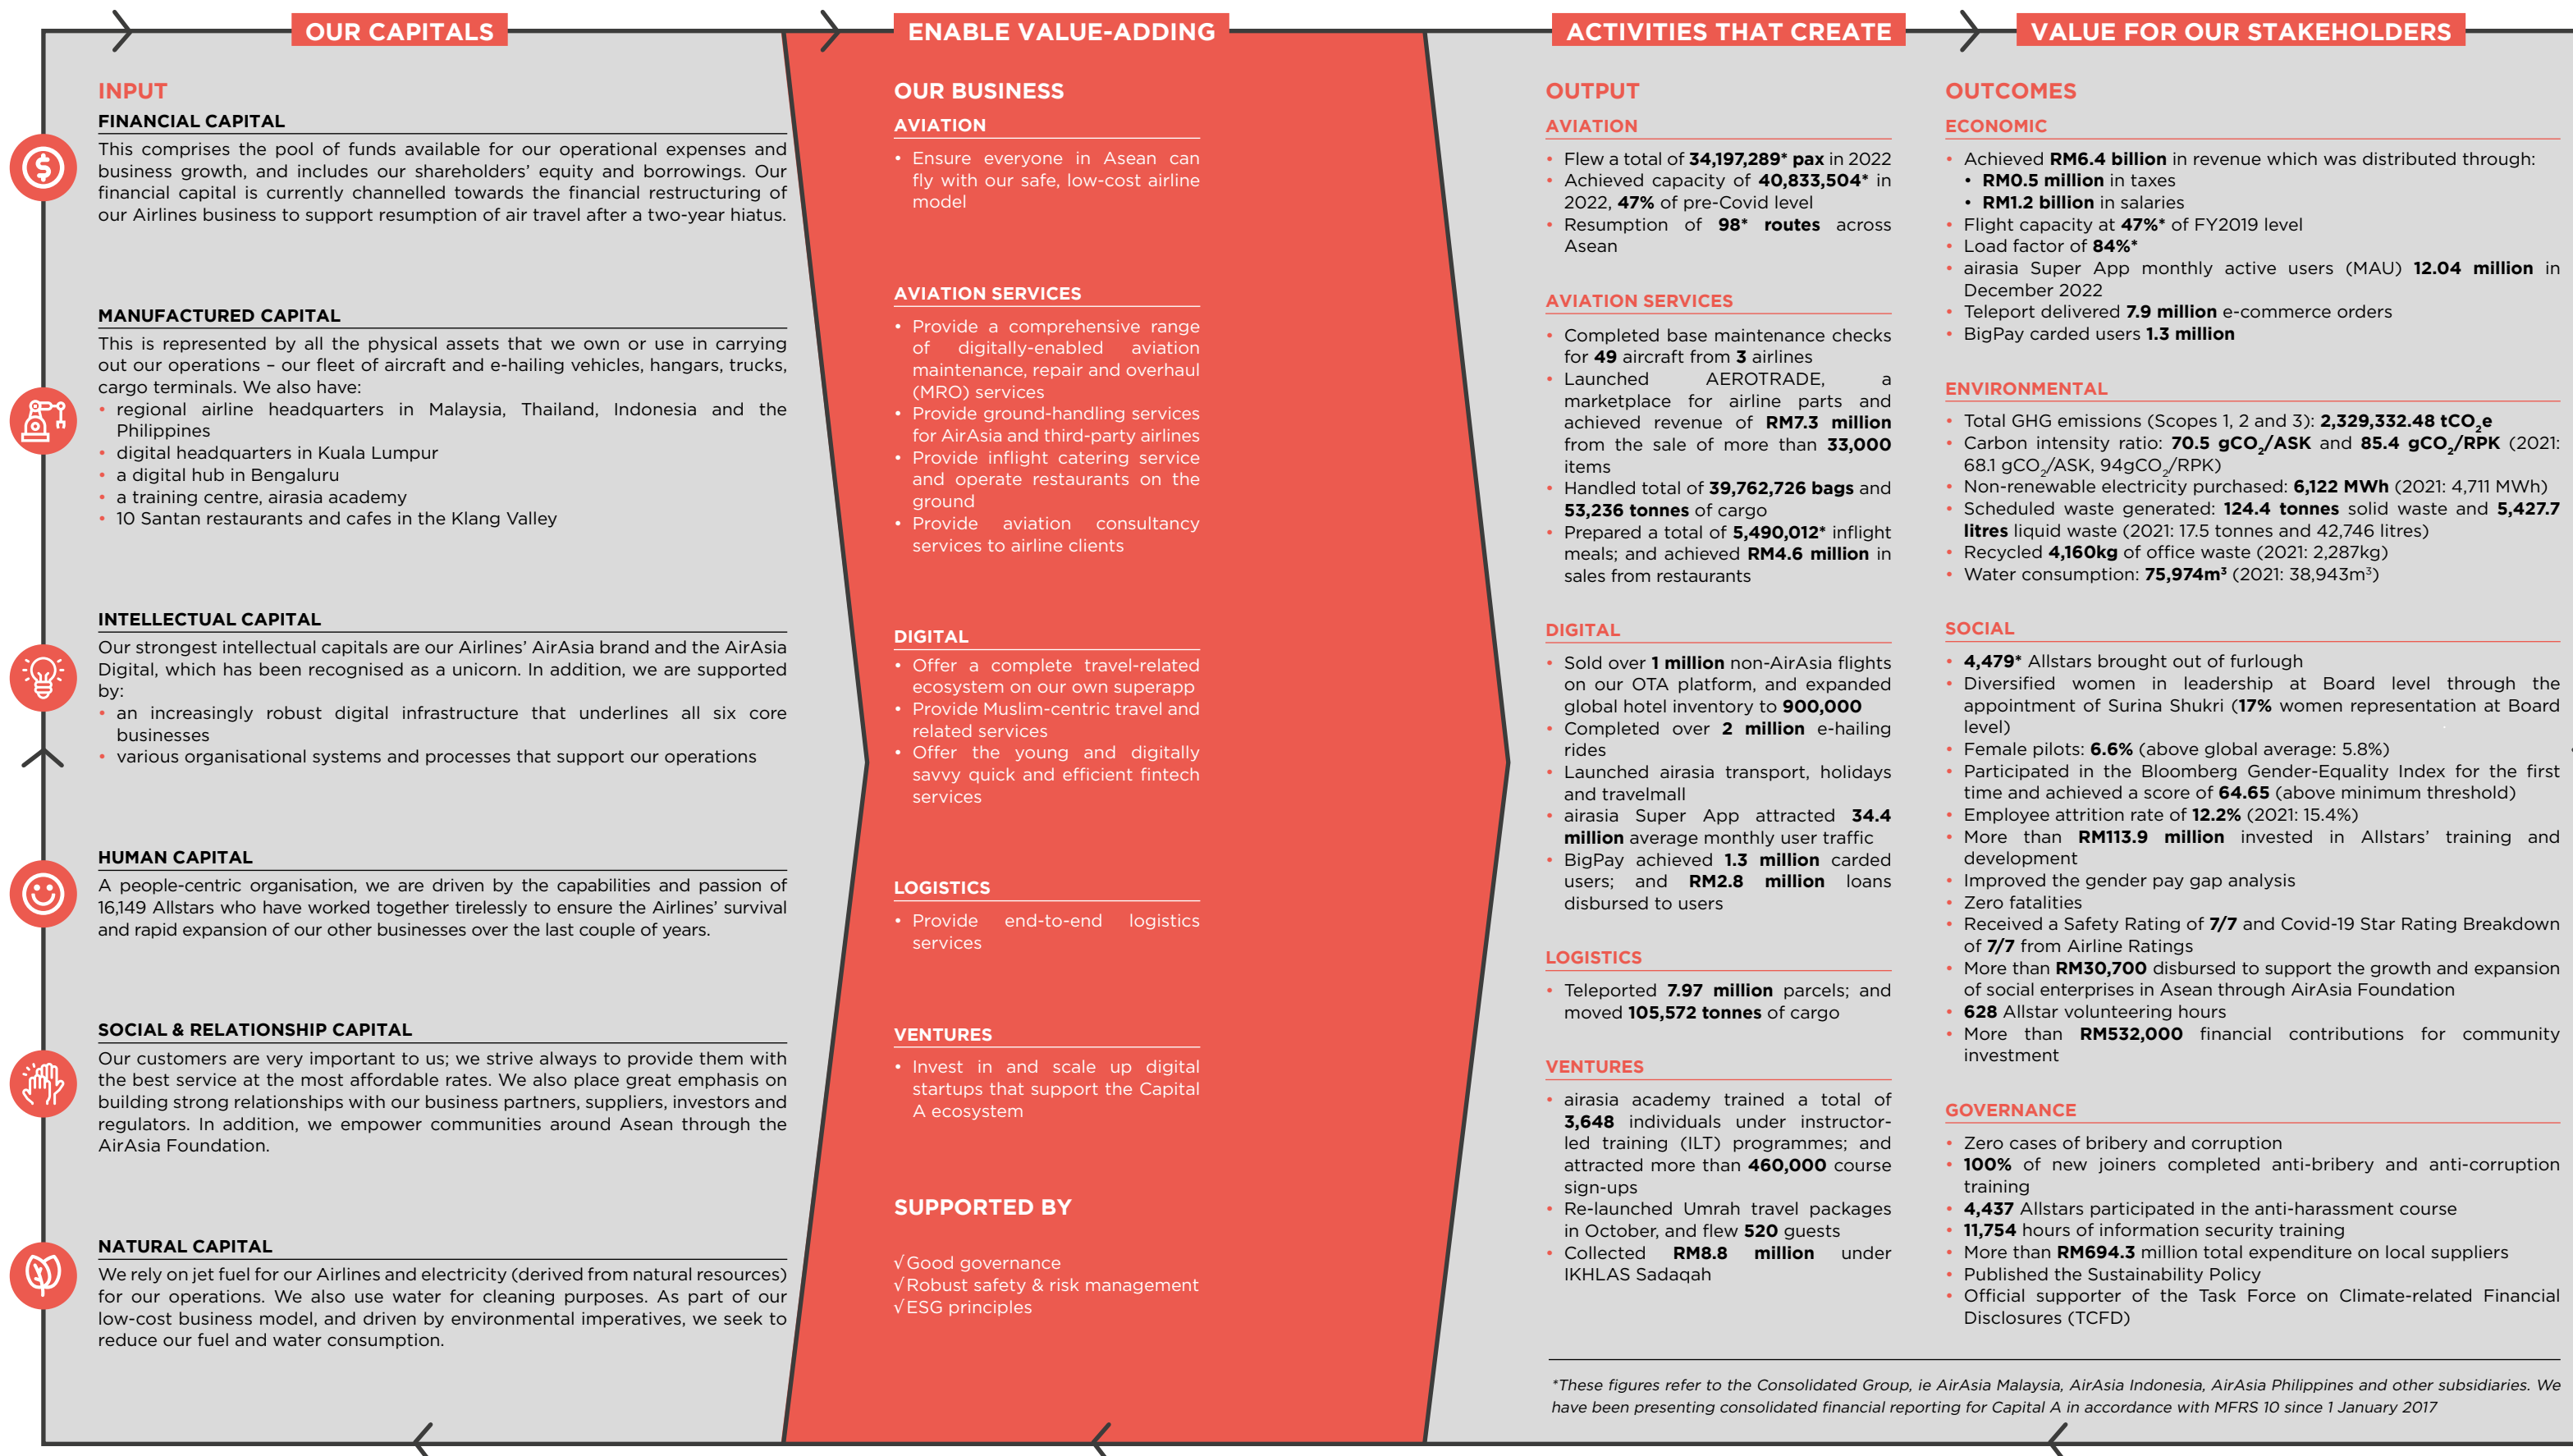 OUR CAPITALS
ENABLE VALUE-ADDING
ACTIVITIES THAT CREATE
VALUE FOR OUR STAKEHOLDERS
INPUT
FINANCIAL CAPITAL
This comprises the pool of funds available for our operational expenses and
business growth, and includes our shareholders’ equity and borrowings. Our
financial capital is currently channelled towards the financial restructuring of
our Airlines business to support resumption of air travel after a two-year hiatus.
MANUFACTURED CAPITAL
This is represented by all the physical assets that we own or use in carrying
out our operations – our fleet of aircraft and e-hailing vehicles, hangars, trucks,
cargo terminals. We also have:
• regional airline headquarters in Malaysia, Thailand, Indonesia and the
Philippines
• digital headquarters in Kuala Lumpur
• a digital hub in Bengaluru
• a training centre, airasia academy
• 10 Santan restaurants and cafes in the Klang Valley
INTELLECTUAL CAPITAL
Our strongest intellectual capitals are our Airlines’ AirAsia brand and the AirAsia
Digital, which has been recognised as a unicorn. In addition, we are supported
by:
• an increasingly robust digital infrastructure that underlines all six core
businesses
• various organisational systems and processes that support our operations
HUMAN CAPITAL
A people-centric organisation, we are driven by the capabilities and passion of
16,149 Allstars who have worked together tirelessly to ensure the Airlines’ survival
and rapid expansion of our other businesses over the last couple of years.
SOCIAL & RELATIONSHIP CAPITAL
Our customers are very important to us; we strive always to provide them with
the best service at the most affordable rates. We also place great emphasis on
building strong relationships with our business partners, suppliers, investors and
regulators. In addition, we empower communities around Asean through the
AirAsia Foundation.
NATURAL CAPITAL
We rely on jet fuel for our Airlines and electricity (derived from natural resources)
for our operations. We also use water for cleaning purposes. As part of our
low-cost business model, and driven by environmental imperatives, we seek to
reduce our fuel and water consumption.
OUR BUSINESS
AVIATION
• Ensure everyone in Asean can
fly with our safe, low-cost airline
model
AVIATION SERVICES
• Provide a comprehensive range
of digitally-enabled aviation
maintenance, repair and overhaul
(MRO) services
• Provide ground-handling services
for AirAsia and third-party airlines
• Provide inflight catering service
and operate restaurants on the
ground
• Provide aviation consultancy
services to airline clients
DIGITAL
• Offer a complete travel-related
ecosystem on our own superapp
• Provide Muslim-centric travel and
related services
• Offer the young and digitally
savvy quick and efficient fintech
services
LOGISTICS
• Provide end-to-end logistics
services
VENTURES
• Invest in and scale up digital
startups that support the Capital
A ecosystem
SUPPORTED BY
√ Good governance
√ Robust safety & risk management
√ ESG principles
OUTPUT
AVIATION
• Flew a total of 34,197,289* pax in 2022
• Achieved capacity of 40,833,504* in
2022, 47% of pre-Covid level
• Resumption of 98* routes across
Asean
AVIATION SERVICES
• Completed base maintenance checks
for 49 aircraft from 3 airlines
• Launched AEROTRADE, a
marketplace for airline parts and
achieved revenue of RM7.3 million
from the sale of more than 33,000
items
• Handled total of 39,762,726 bags and
53,236 tonnes of cargo
• Prepared a total of 5,490,012* inflight
meals; and achieved RM4.6 million in
sales from restaurants
DIGITAL
• Sold over 1 million non-AirAsia flights
on our OTA platform, and expanded
global hotel inventory to 900,000
• Completed over 2 million e-hailing
rides
• Launched airasia transport, holidays
and travelmall
• airasia Super App attracted 34.4
million average monthly user traffic
• BigPay achieved 1.3 million carded
users; and RM2.8 million loans
disbursed to users
LOGISTICS
• Teleported 7.97 million parcels; and
moved 105,572 tonnes of cargo
VENTURES
• airasia academy trained a total of
3,648 individuals under instructor-
led training (ILT) programmes; and
attracted more than 460,000 course
sign-ups
• Re-launched Umrah travel packages
in October, and flew 520 guests
• Collected RM8.8 million under
IKHLAS Sadaqah
OUTCOMES
ECONOMIC
• Achieved RM6.4 billion in revenue which was distributed through:
• RM0.5 million in taxes
• RM1.2 billion in salaries
• Flight capacity at 47%* of FY2019 level
• Load factor of 84%*
• airasia Super App monthly active users (MAU) 12.04 million in
December 2022
• Teleport delivered 7.9 million e-commerce orders
• BigPay carded users 1.3 million
ENVIRONMENTAL
• Total GHG emissions (Scopes 1, 2 and 3): 2,329,332.48 tCO₂e
• Carbon intensity ratio: 70.5 gCO₂/ASK and 85.4 gCO₂/RPK (2021:
68.1 gCO₂/ASK, 94gCO₂/RPK)
• Non-renewable electricity purchased: 6,122 MWh (2021: 4,711 MWh)
• Scheduled waste generated: 124.4 tonnes solid waste and 5,427.7
litres liquid waste (2021: 17.5 tonnes and 42,746 litres)
• Recycled 4,160kg of office waste (2021: 2,287kg)
• Water consumption: 75,974m³ (2021: 38,943m³)
SOCIAL
• 4,479* Allstars brought out of furlough
• Diversified women in leadership at Board level through the
appointment of Surina Shukri (17% women representation at Board
level)
• Female pilots: 6.6% (above global average: 5.8%)
• Participated in the Bloomberg Gender-Equality Index for the first
time and achieved a score of 64.65 (above minimum threshold)
• Employee attrition rate of 12.2% (2021: 15.4%)
• More than RM113.9 million invested in Allstars’ training and
development
• Improved the gender pay gap analysis
• Zero fatalities
• Received a Safety Rating of 7/7 and Covid-19 Star Rating Breakdown
of 7/7 from Airline Ratings
• More than RM30,700 disbursed to support the growth and expansion
of social enterprises in Asean through AirAsia Foundation
• 628 Allstar volunteering hours
• More than RM532,000 financial contributions for community
investment
GOVERNANCE
• Zero cases of bribery and corruption
• 100% of new joiners completed anti-bribery and anti-corruption
training
• 4,437 Allstars participated in the anti-harassment course
• 11,754 hours of information security training
• More than RM694.3 million total expenditure on local suppliers
• Published the Sustainability Policy
• Official supporter of the Task Force on Climate-related Financial
Disclosures (TCFD)
*These figures refer to the Consolidated Group, ie AirAsia Malaysia, AirAsia Indonesia, AirAsia Philippines and other subsidiaries. We
have been presenting consolidated financial reporting for Capital A in accordance with MFRS 10 since 1 January 2017